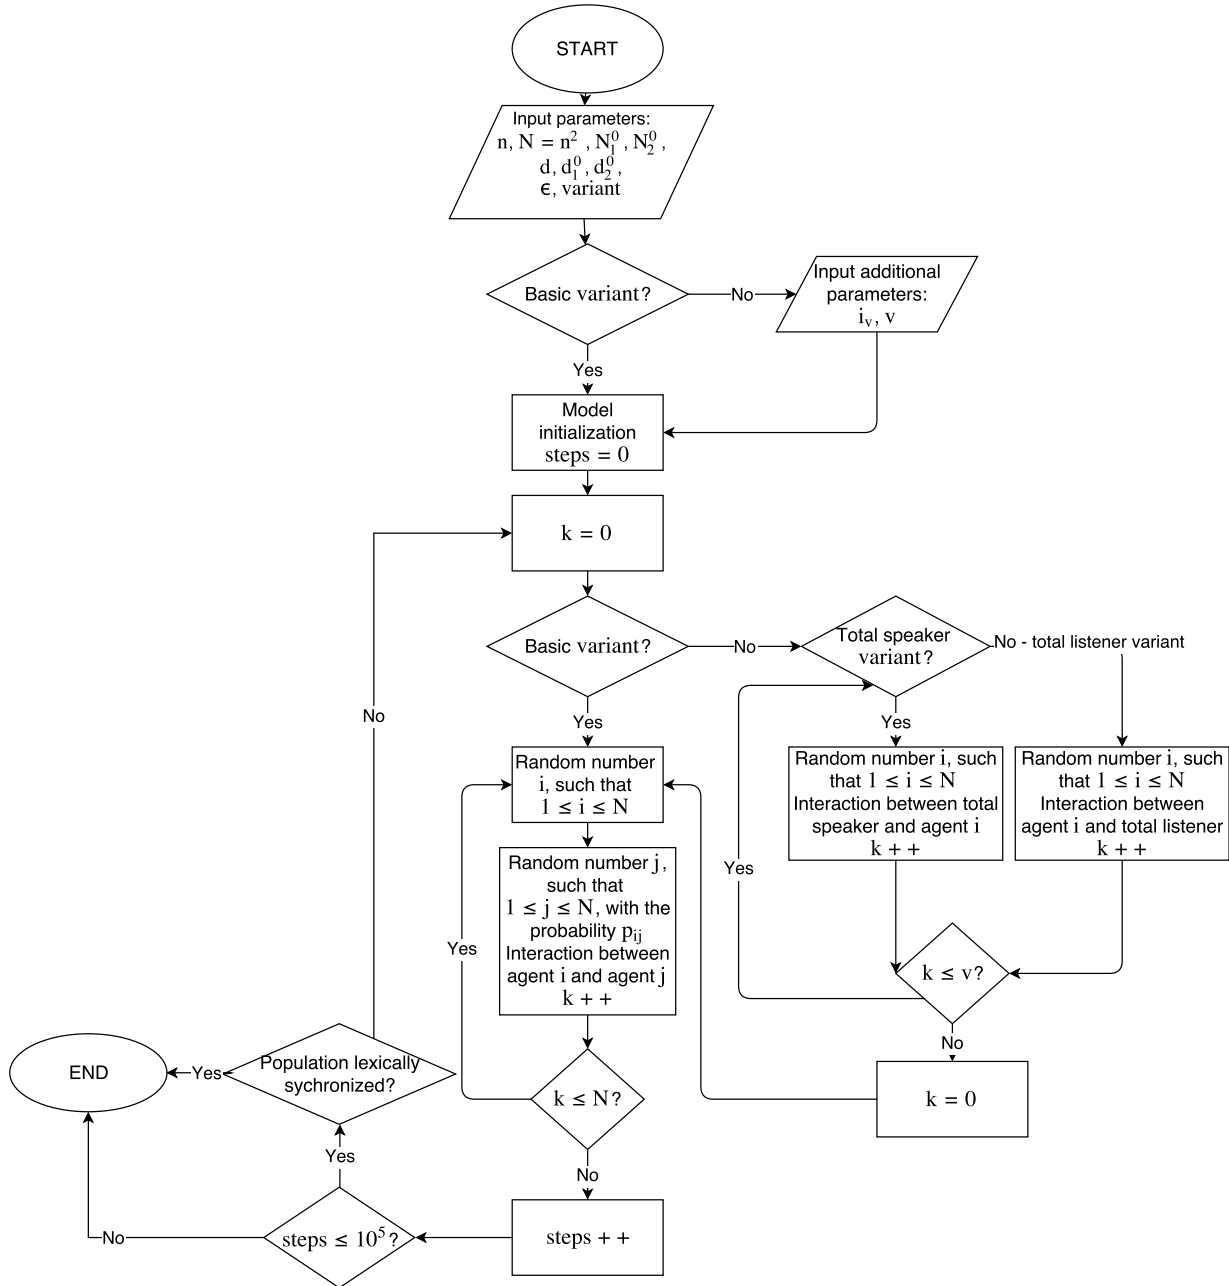 START
Input parameters:
n, N = n², N₁⁰, N₂⁰,
d, d₁⁰, d₂⁰,
ϵ, variant
Basic variant?
No
Input additional
parameters:
iᵥ, v
Yes
Model
initialization
steps = 0
k = 0
Basic variant?
No
Total speaker
variant?
No - total listener variant
No
Yes
Yes
Random number
i, such that
1 ≤ i ≤ N
Random number i, such
that 1 ≤ i ≤ N
Interaction between total
speaker and agent i
k + +
Random number i, such
that 1 ≤ i ≤ N
Interaction between
agent i and total listener
k + +
Yes
Random number j,
such that
1 ≤ j ≤ N, with the
probability pᵢⱼ
Interaction between
agent i and agent j
k + +
Yes
k ≤ v?
No
END
Yes
Population lexically
sychronized?
k ≤ N?
k = 0
Yes
No
No
steps ≤ 10⁵?
steps + +